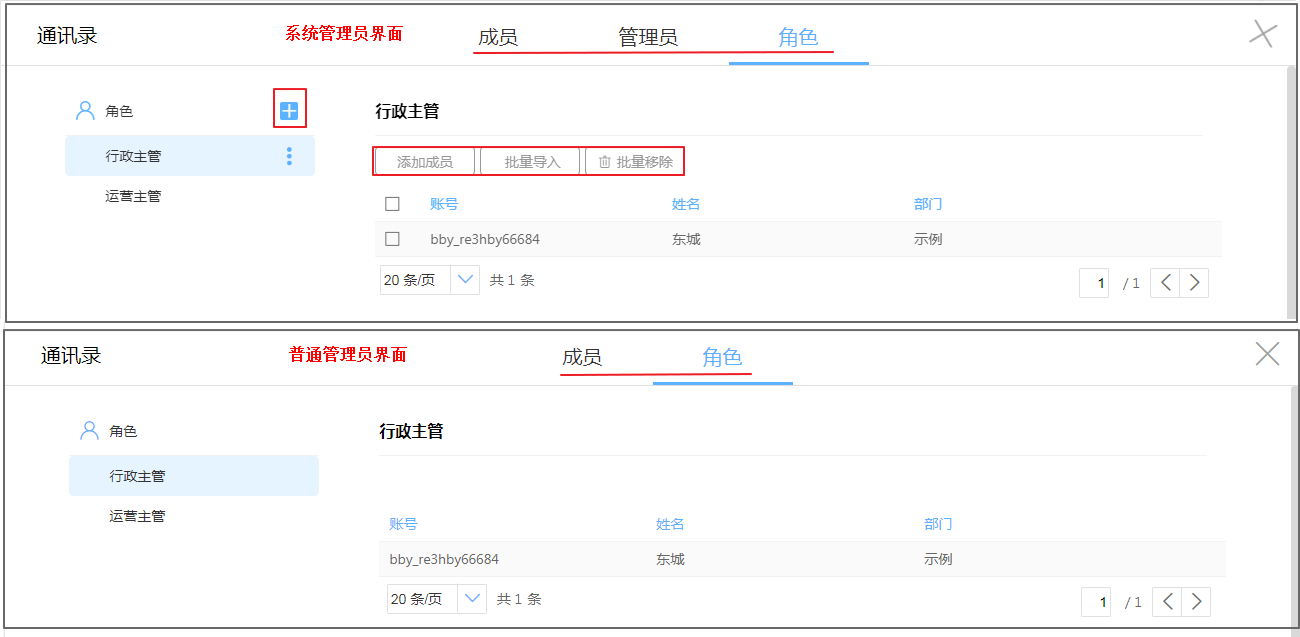 通讯录 系统管理员界面 成员 管理员 角色
角色
行政主管
运营主管
行政主管
添加成员 批量导入 批量移除
账号 姓名 部门
bby_re3hby66684 东城 示例
20 条/页 共 1 条 1 / 1
通讯录 普通管理员界面 成员 角色
角色
行政主管
运营主管
行政主管
账号 姓名 部门
bby_re3hby66684 东城 示例
20 条/页 共 1 条 1 / 1